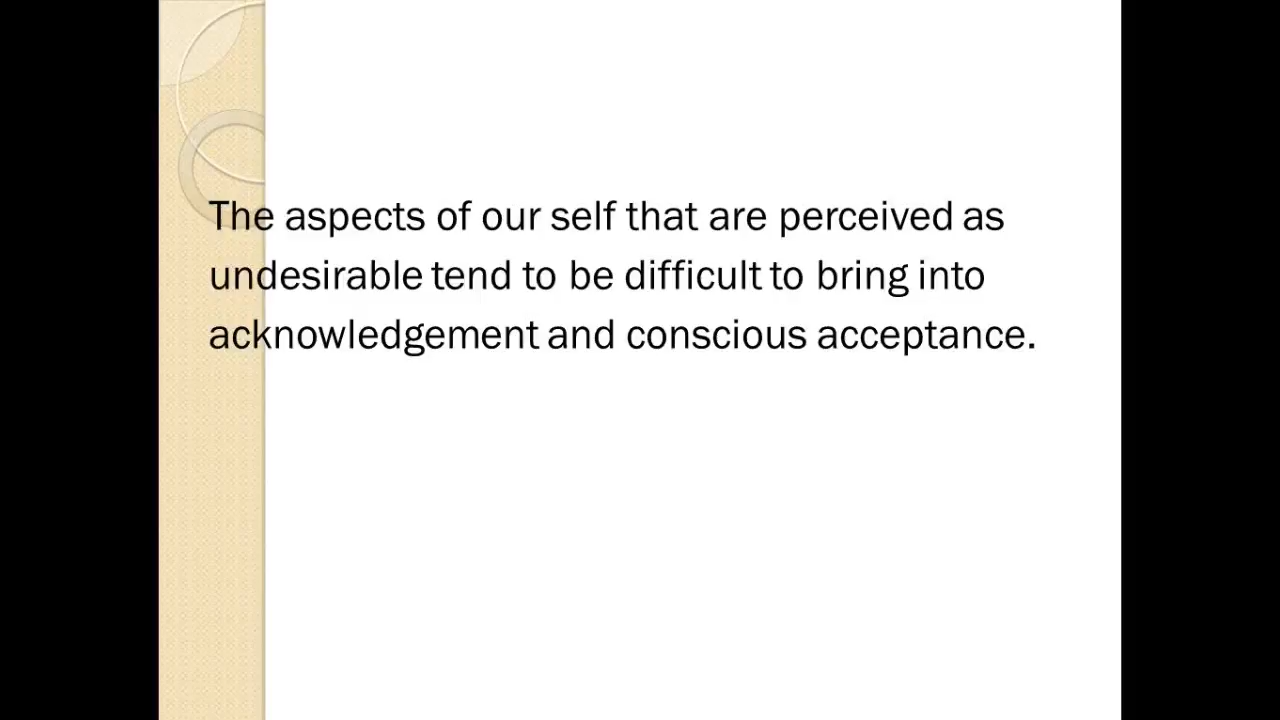 The aspects of our self that are perceived as
undesirable tend to be difficult to bring into
acknowledgement and conscious acceptance.